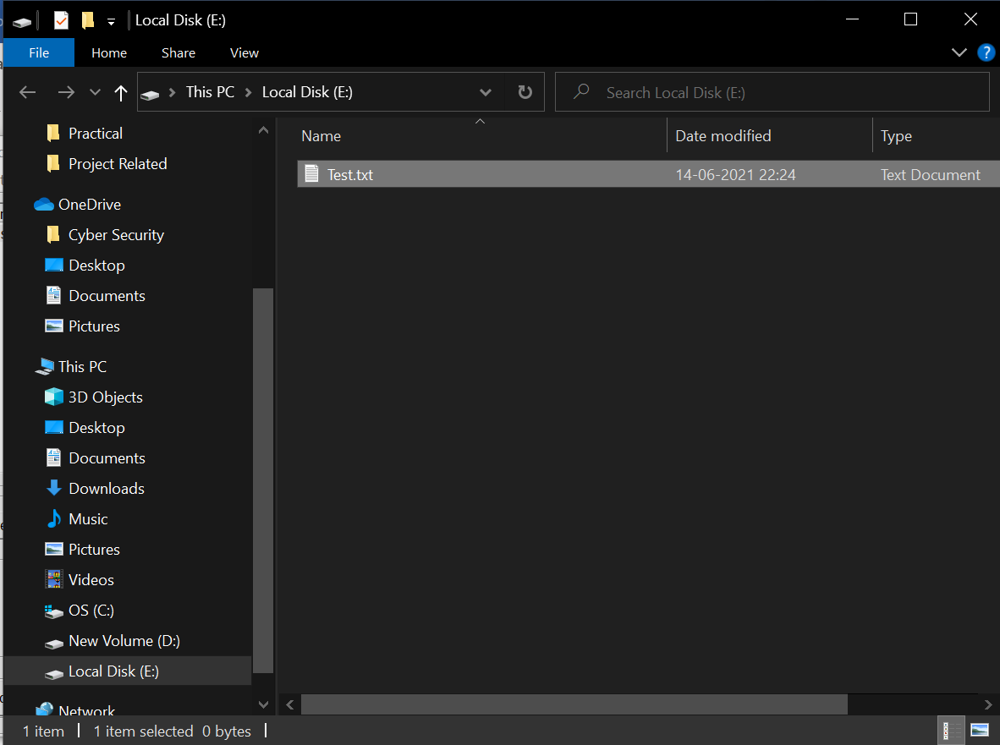 Local Disk (E:)
File Home Share View
?
This PC Local Disk (E:)
Search Local Disk (E:)
Practical
Project Related
OneDrive
Cyber Security
Desktop
Documents
Pictures
This PC
3D Objects
Desktop
Documents
Downloads
Music
Pictures
Videos
OS (C:)
New Volume (D:)
Local Disk (E:)
Network
Name Date modified Type
Test.txt 14-06-2021 22:24 Text Document
1 item 1 item selected 0 bytes